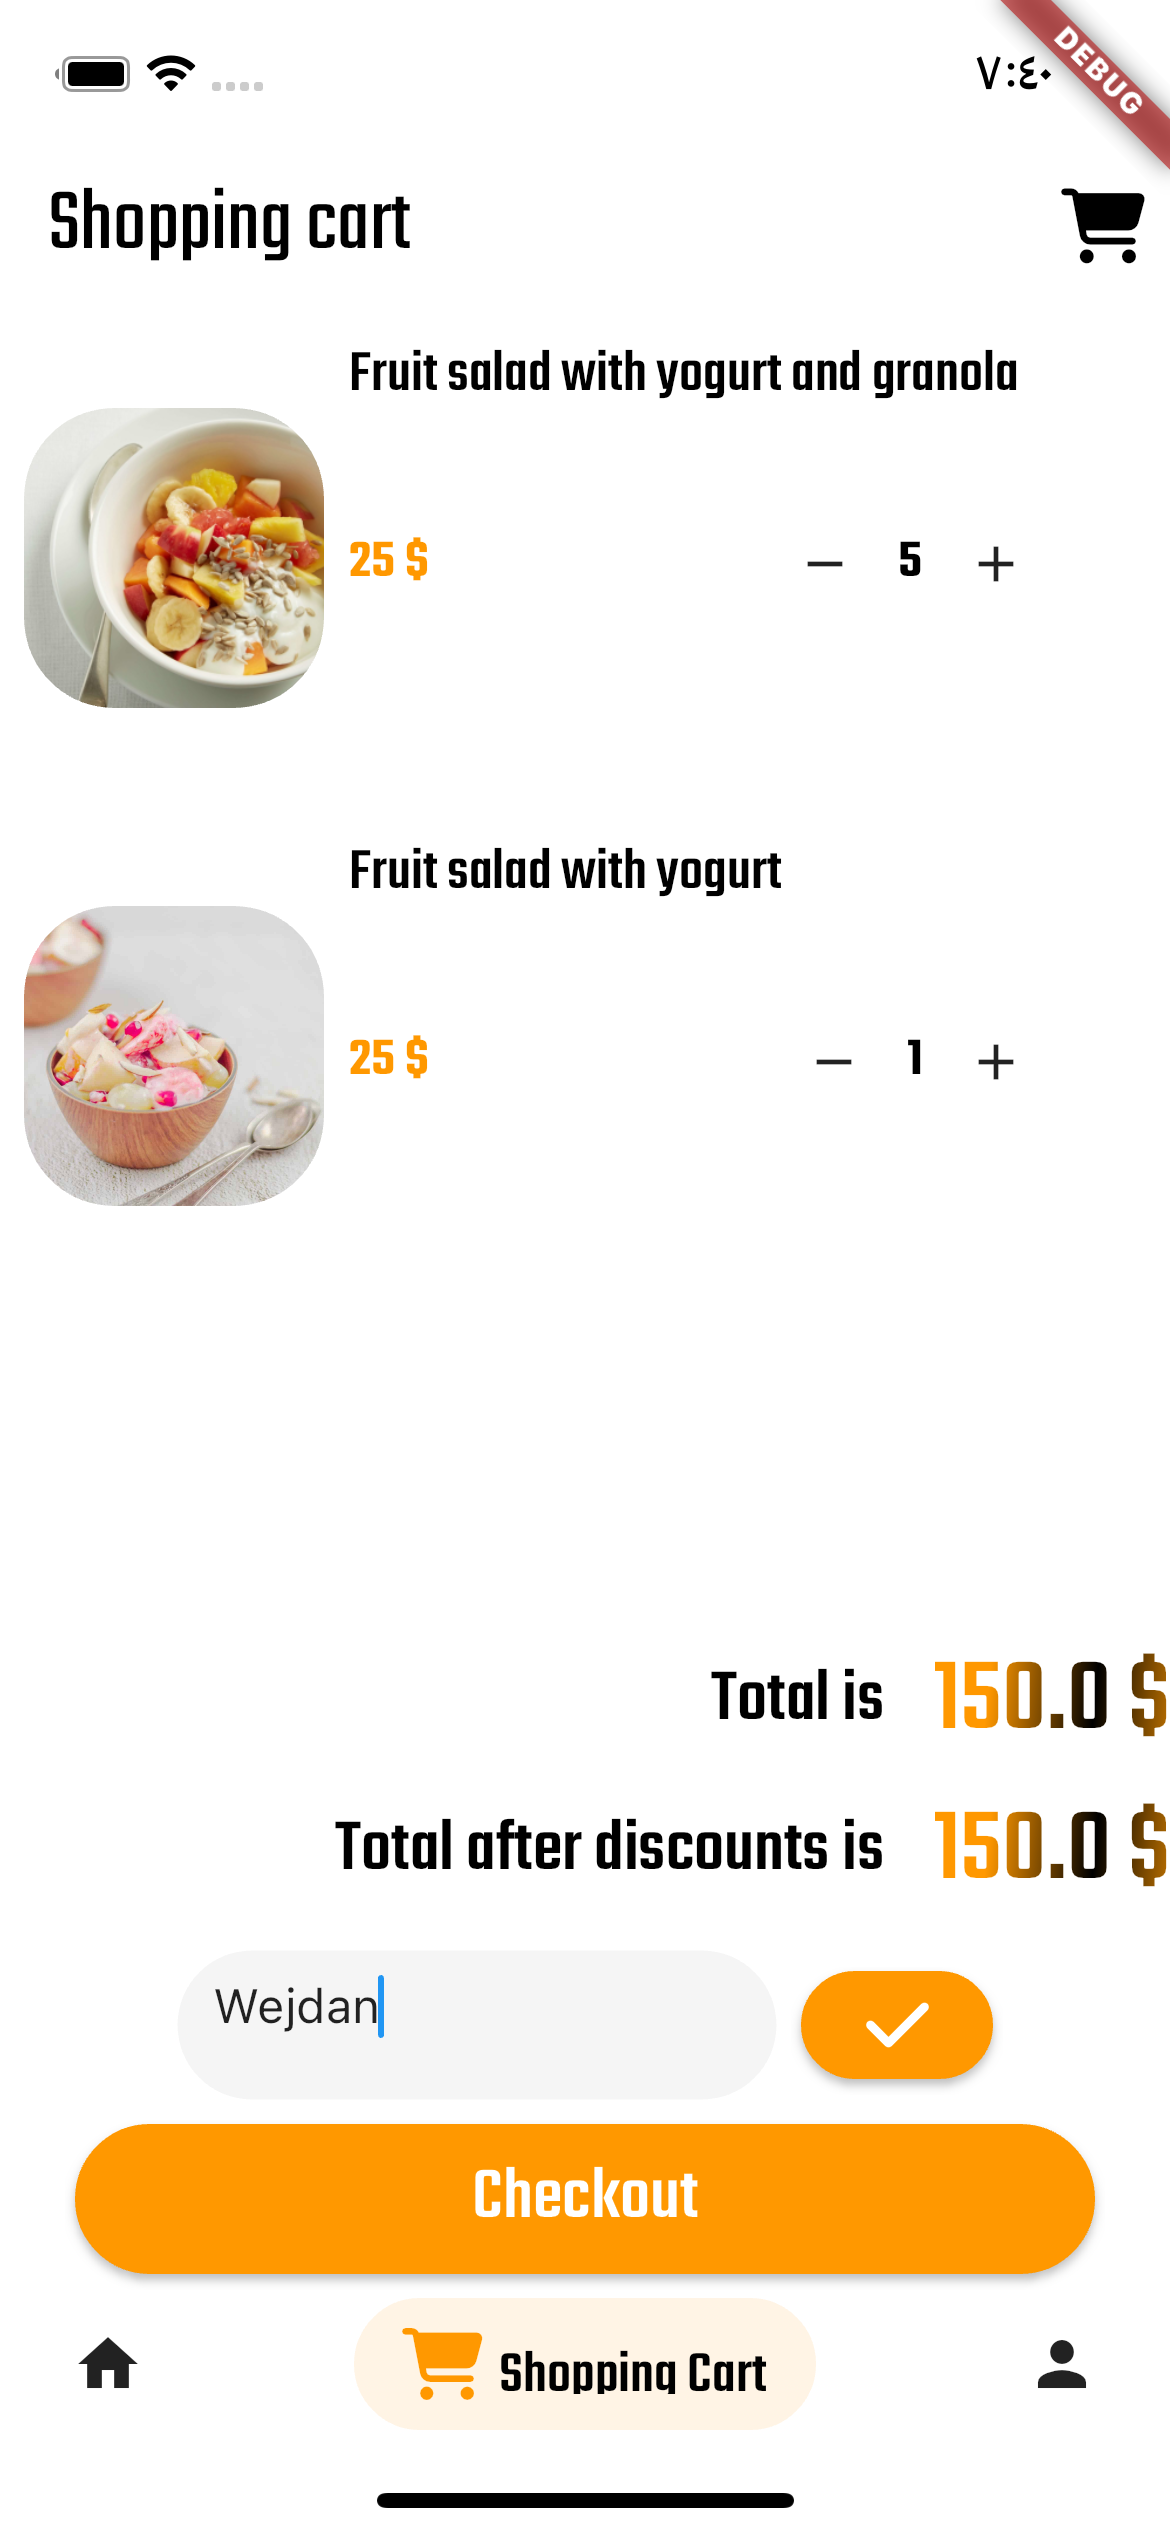 ٧:٤٠
DEBUG
Shopping cart
Fruit salad with yogurt and granola
25 $
5
Fruit salad with yogurt
25 $
1
Total is 150.0 $
Total after discounts is 150.0 $
Wejdan
Checkout
Shopping Cart